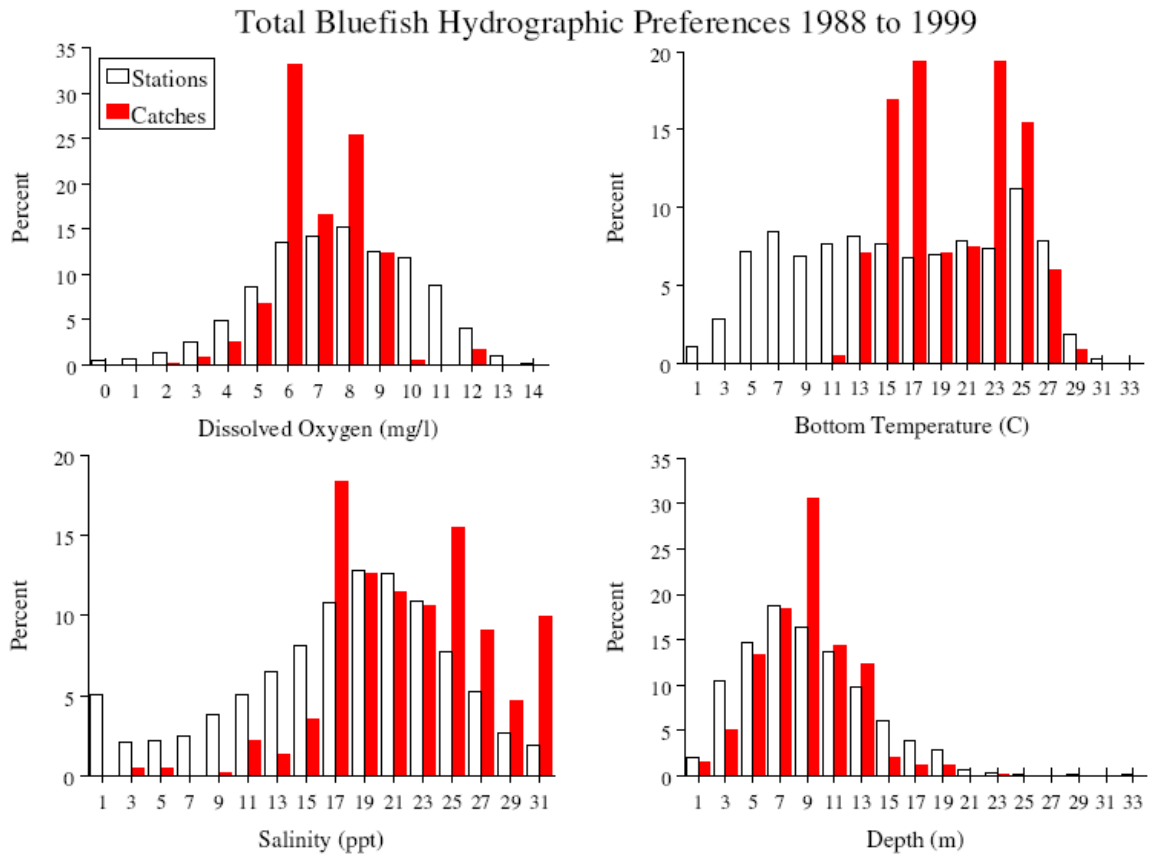 Total Bluefish Hydrographic Preferences 1988 to 1999
Stations
Catches
Percent
35
30
25
20
15
10
5
0
0 1 2 3 4 5 6 7 8 9 10 11 12 13 14
Dissolved Oxygen (mg/l)
Percent
20
15
10
5
0
1 3 5 7 9 11 13 15 17 19 21 23 25 27 29 31 33
Bottom Temperature (C)
Percent
20
15
10
5
0
1 3 5 7 9 11 13 15 17 19 21 23 25 27 29 31
Salinity (ppt)
Percent
35
30
25
20
15
10
5
0
1 3 5 7 9 11 13 15 17 19 21 23 25 27 29 31 33
Depth (m)